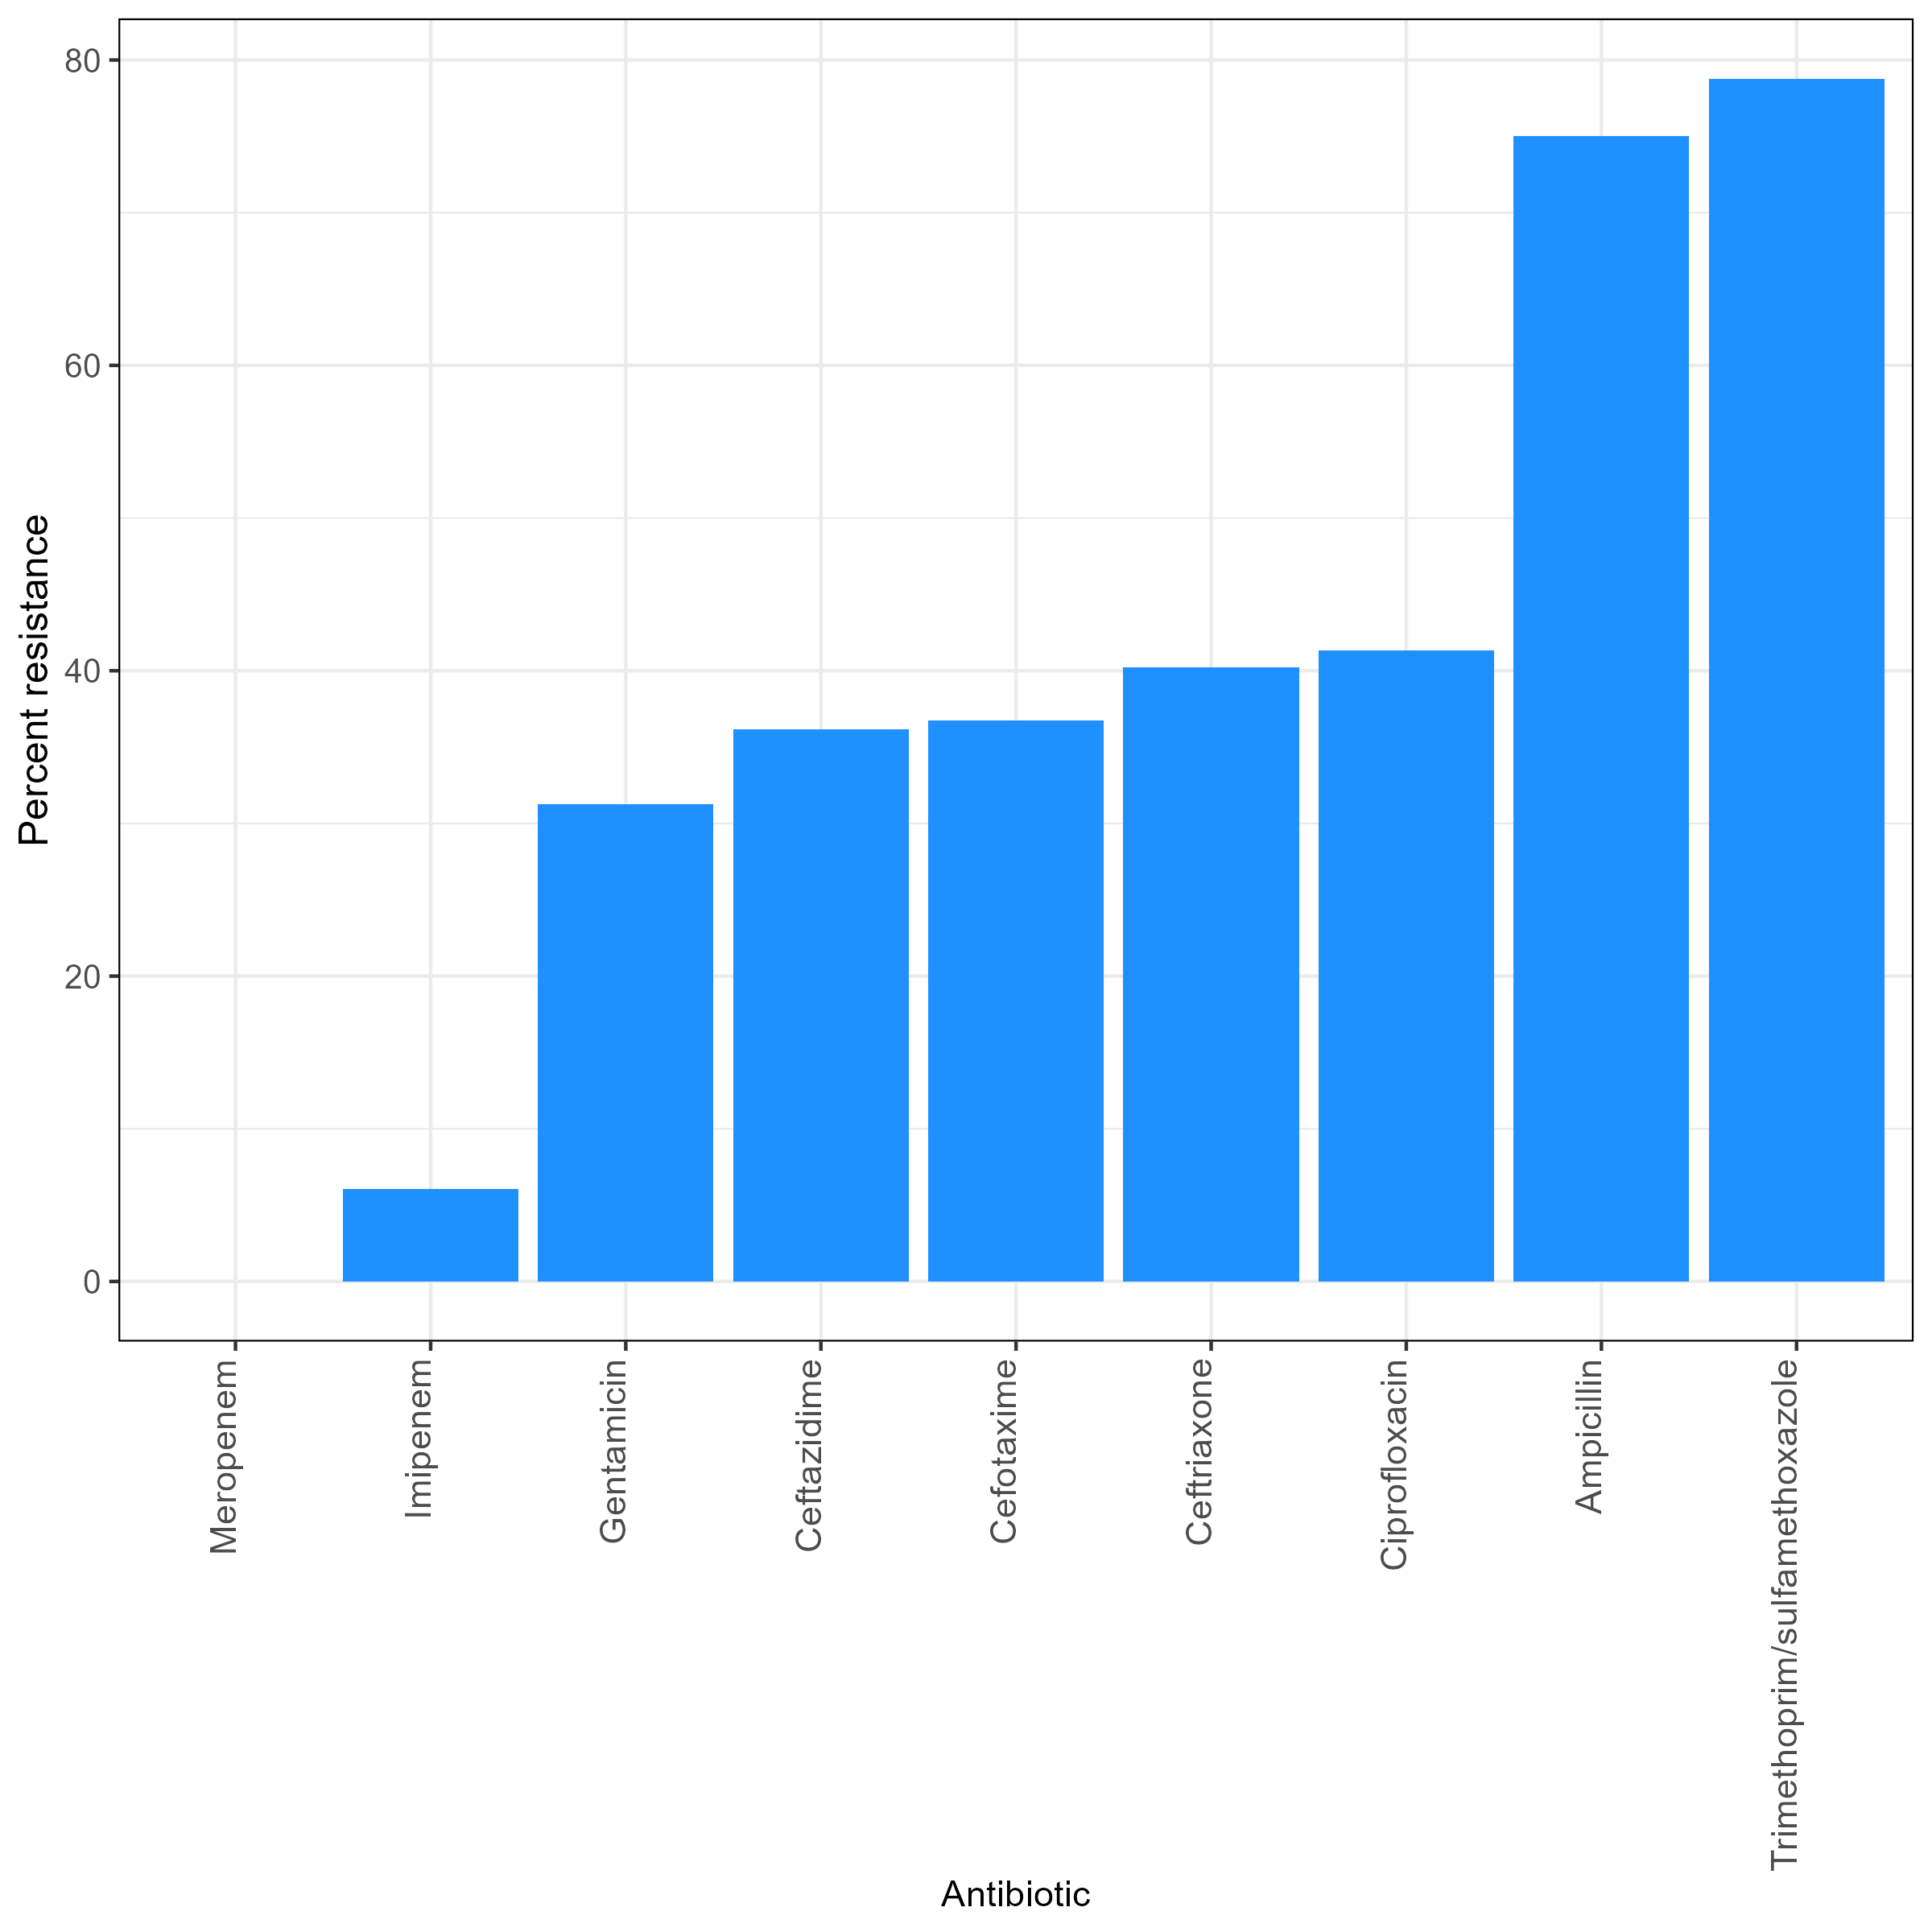 Percent resistance
80
60
40
20
0
Meropenem
Imipenem
Gentamicin
Ceftazidime
Cefotaxime
Ceftriaxone
Ciprofloxacin
Ampicillin
Trimethoprim/sulfamethoxazole
Antibiotic